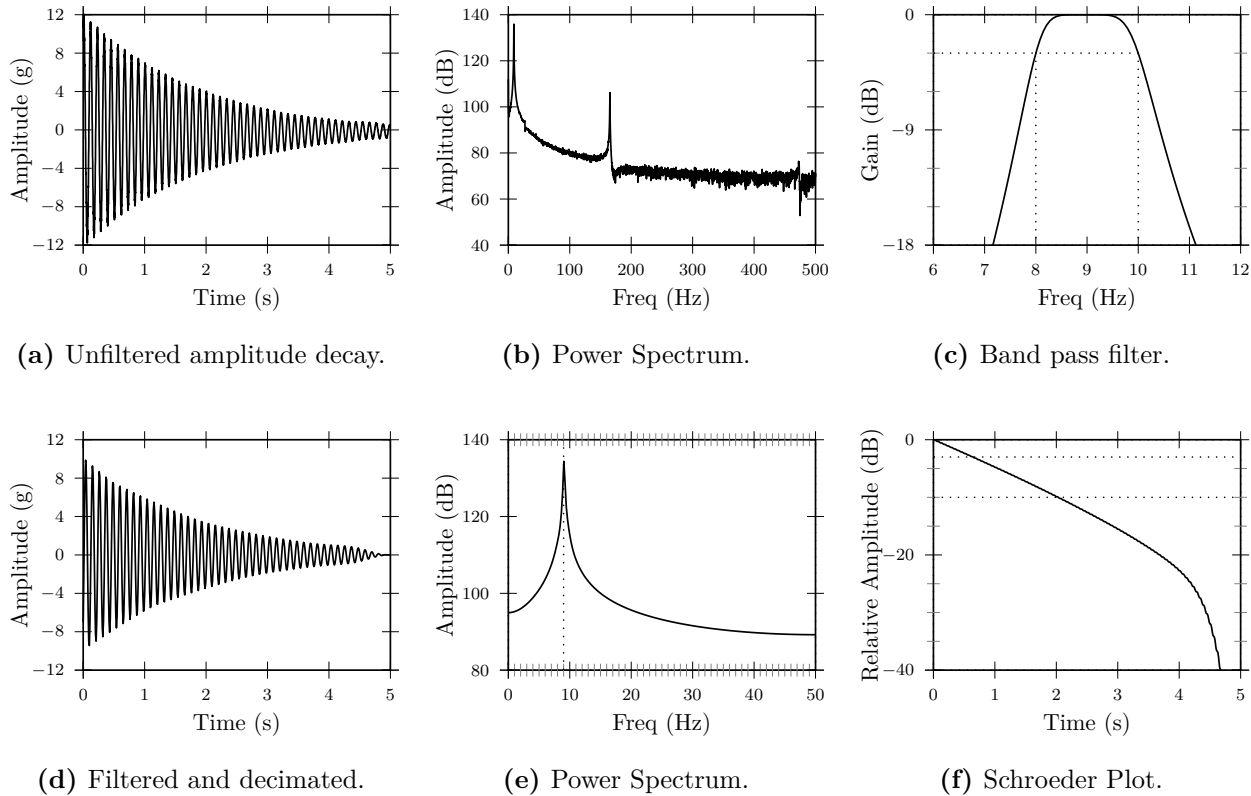 12
8
4
0
−4
−8
−12
0 1 2 3 4 5
Amplitude (g)
Time (s)
(a) Unfiltered amplitude decay.
140
120
100
80
60
40
0 100 200 300 400 500
Amplitude (dB)
Freq (Hz)
(b) Power Spectrum.
0
-9
-18
6 7 8 9 10 11 12
Gain (dB)
Freq (Hz)
(c) Band pass filter.
12
8
4
0
−4
−8
−12
0 1 2 3 4 5
Amplitude (g)
Time (s)
(d) Filtered and decimated.
140
130
120
110
100
90
80
0 10 20 30 40 50
Amplitude (dB)
Freq (Hz)
(e) Power Spectrum.
0
-20
-40
0 1 2 3 4 5
Relative Amplitude (dB)
Time (s)
(f) Schroeder Plot.